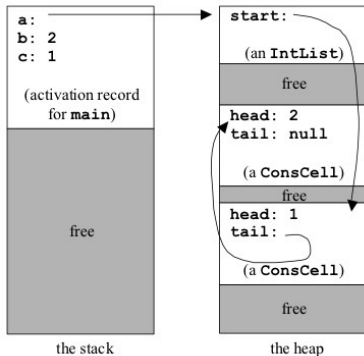 a:
b: 2
c: 1
(activation record
for main)
free
the stack
start:
(an IntList)
free
head: 2
tail: null
(a ConsCell)
free
head: 1
tail:
(a ConsCell)
free
the heap